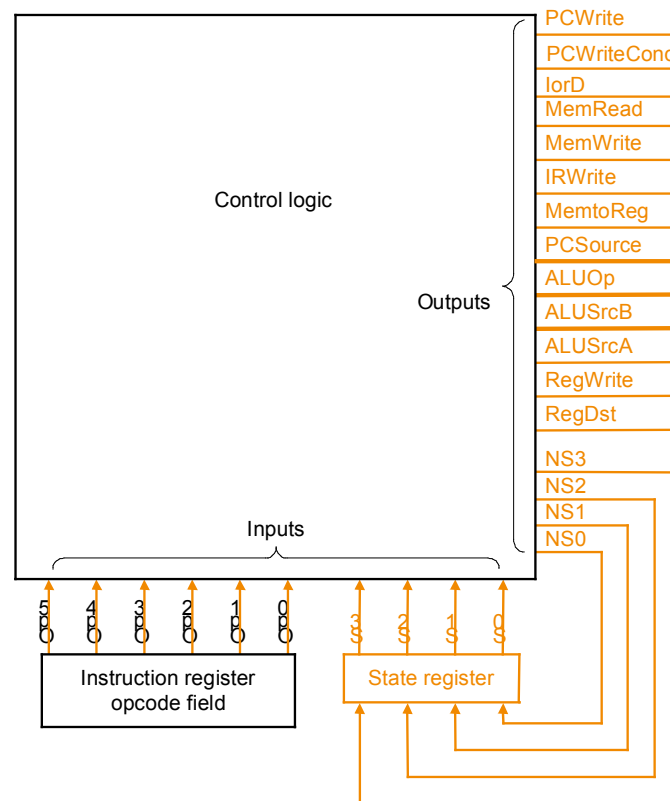 PCWrite
PCWriteCond
IorD
MemRead
MemWrite
IRWrite
MemtoReg
PCSource
ALUOp
ALUSrcB
ALUSrcA
RegWrite
RegDst
NS3
NS2
NS1
NS0
Control logic
Outputs
Inputs
Op5
Op4
Op3
Op2
Op1
Op0
S3
S2
S1
S0
Instruction register
opcode field
State register